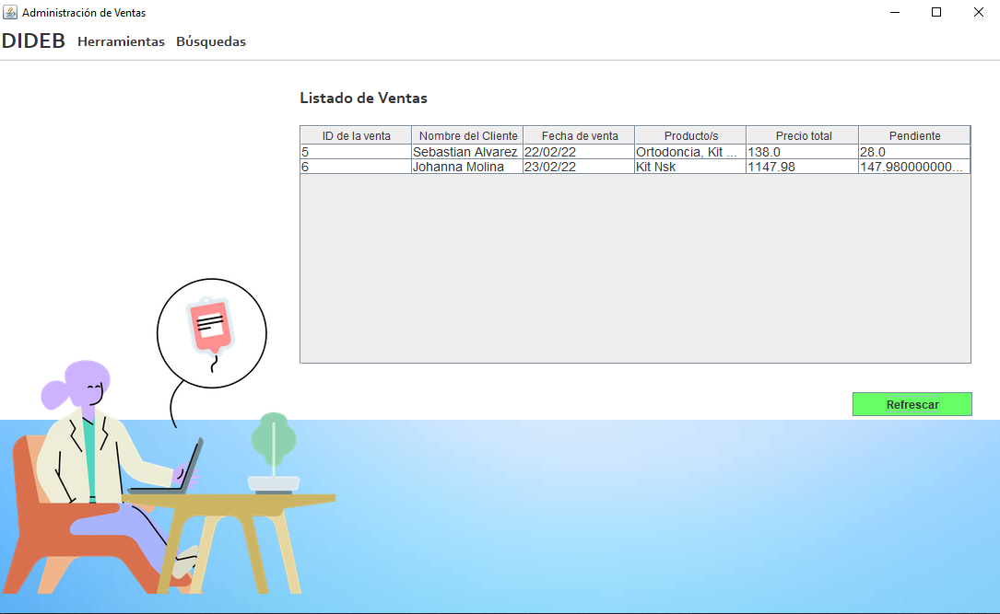 Administración de Ventas
DIDEB Herramientas Búsquedas
Listado de Ventas
ID de la venta Nombre del Cliente Fecha de venta Producto/s Precio total Pendiente
5 Sebastian Alvarez 22/02/22 Ortodoncia, Kit ... 138.0 28.0
6 Johanna Molina 23/02/22 Kit Nsk 1147.98 147.980000000...
Refrescar